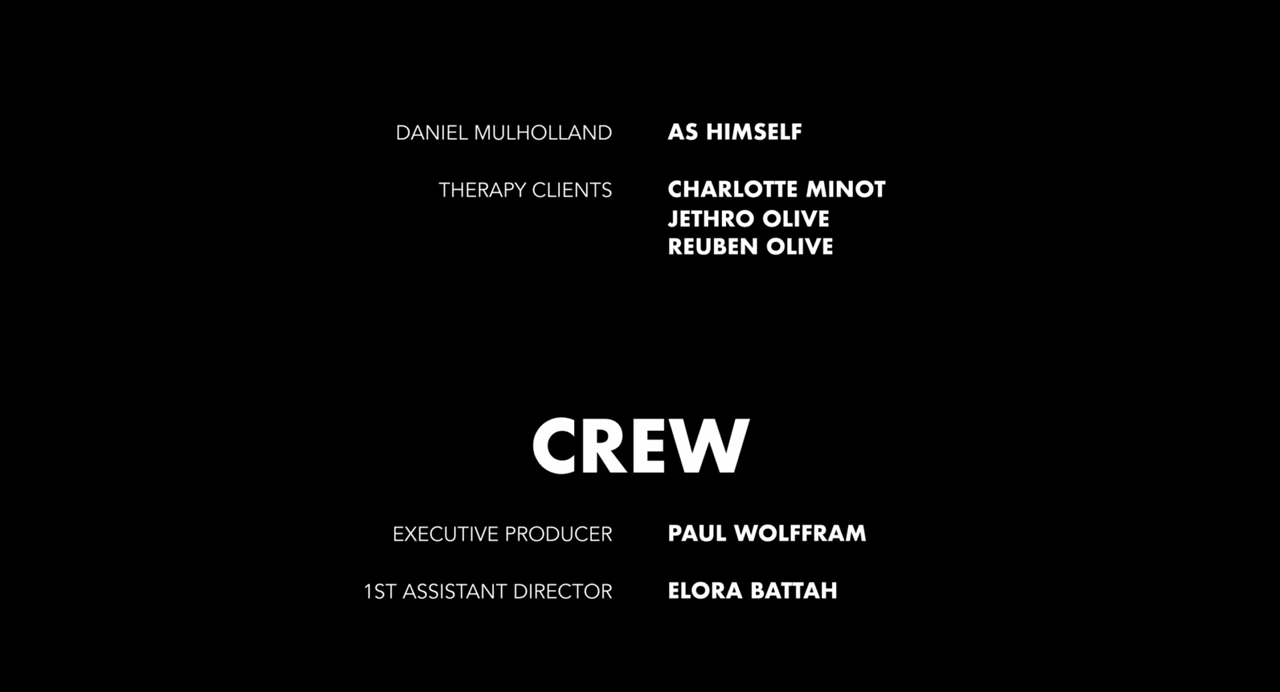 DANIEL MULHOLLAND AS HIMSELF
THERAPY CLIENTS CHARLOTTE MINOT
JETHRO OLIVE
REUBEN OLIVE
CREW
EXECUTIVE PRODUCER PAUL WOLFFRAM
1ST ASSISTANT DIRECTOR ELORA BATTAH